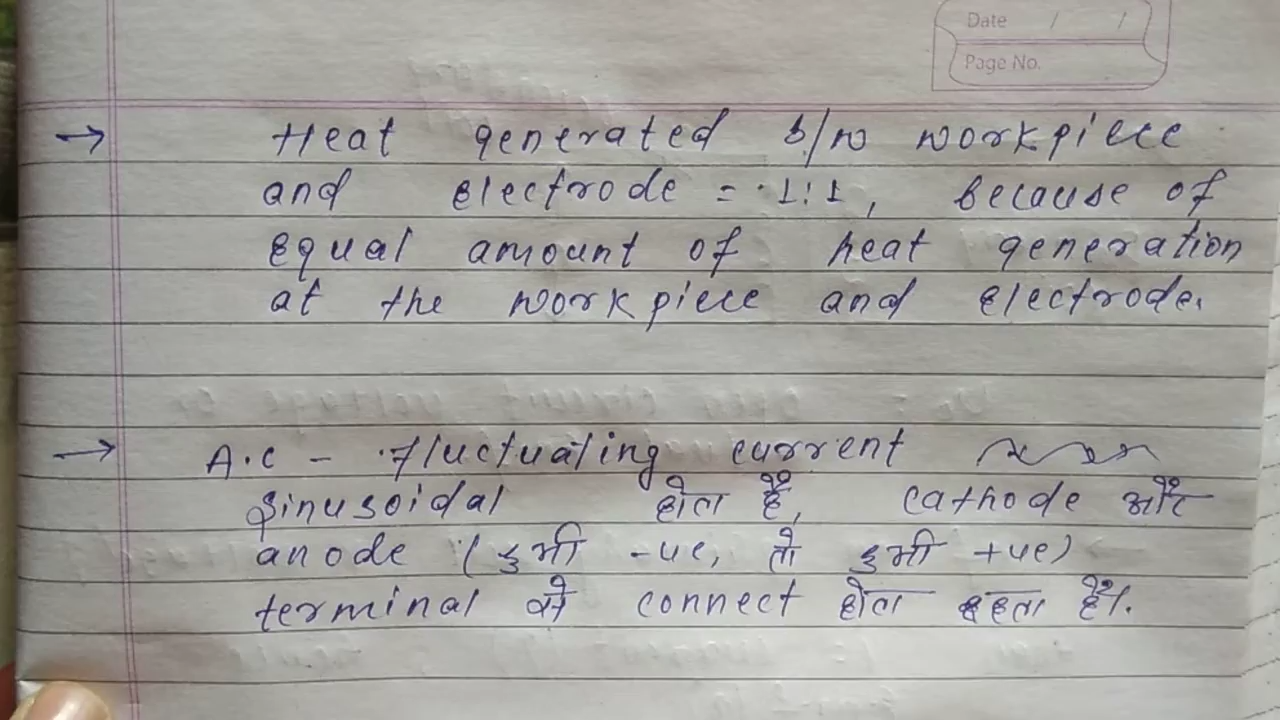 Date / /
Page No.
→ Heat generated b/w workpiece
and electrode = 1:1, because of
equal amount of heat generation
at the workpiece and electrode.
→ A.C - fluctuating current
sinusoidal होता है, cathode और
anode (कभी -ve, तो कभी +ve)
terminal से connect होता रहता है।